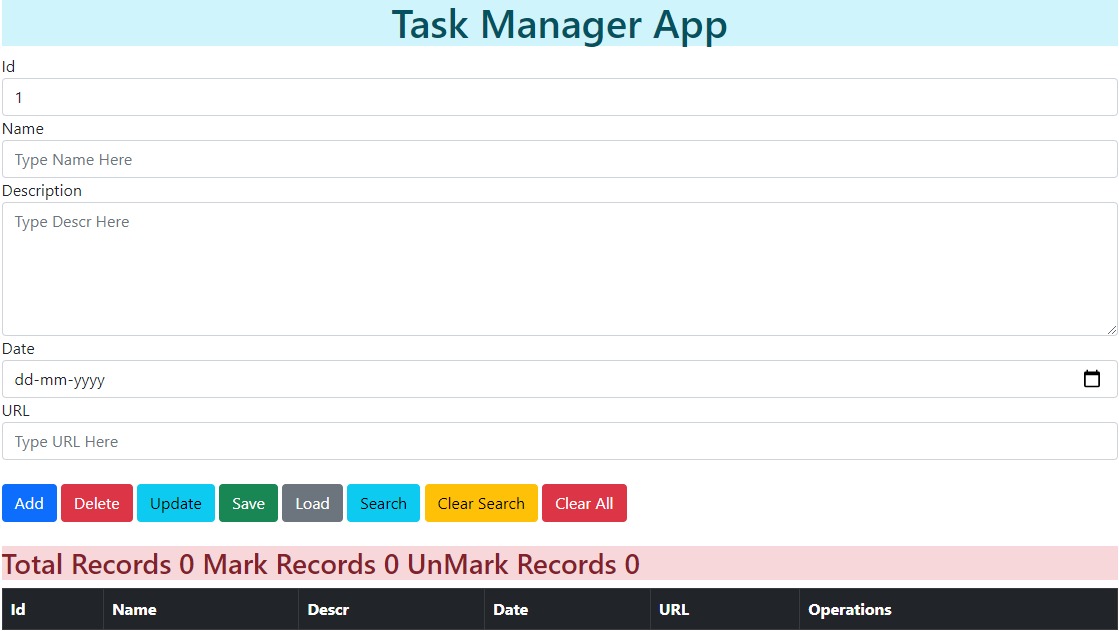 Task Manager App
Id
1
Name
Type Name Here
Description
Type Descr Here
Date
dd-mm-yyyy
URL
Type URL Here
Add Delete Update Save Load Search Clear Search Clear All
Total Records 0 Mark Records 0 UnMark Records 0
Id Name Descr Date URL Operations